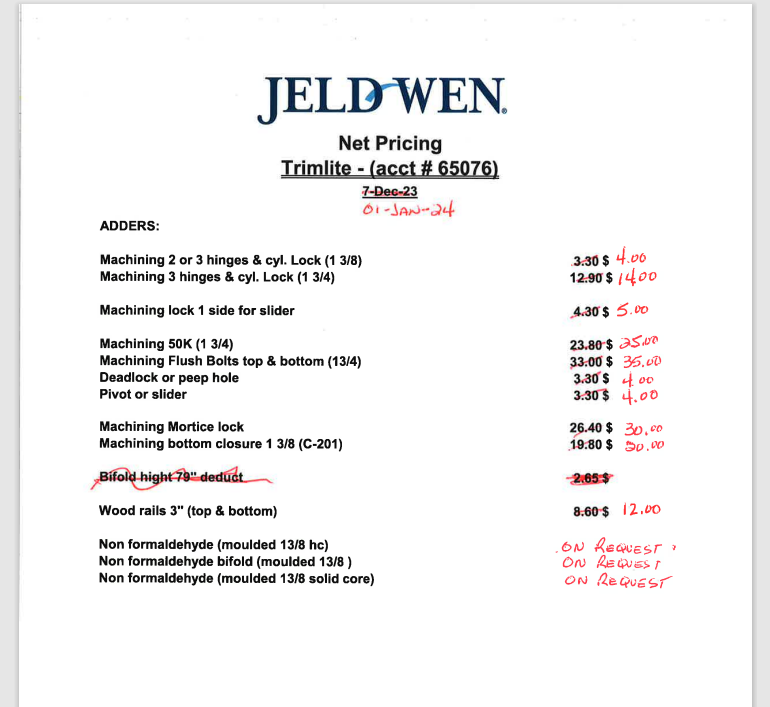 JELD-WEN®
Net Pricing
Trimlite - (acct # 65076)
7-Dec-23
01-JAN-24
ADDERS:
Machining 2 or 3 hinges & cyl. Lock (1 3/8) 3.30 $ 4.00
Machining 3 hinges & cyl. Lock (1 3/4) 12.90 $ 14.00
Machining lock 1 side for slider 4.30 $ 5.00
Machining 50K (1 3/4) 23.80 $ 25.00
Machining Flush Bolts top & bottom (13/4) 33.00 $ 35.00
Deadlock or peep hole 3.30 $ 4.00
Pivot or slider 3.30 $ 4.00
Machining Mortice lock 26.40 $ 30.00
Machining bottom closure 1 3/8 (C-201) 19.80 $ 20.00
Bifold hight 79" deduct 2.65 $
Wood rails 3" (top & bottom) 8.60 $ 12.00
Non formaldehyde (moulded 13/8 hc) ON REQUEST
Non formaldehyde bifold (moulded 13/8 ) ON REQUEST
Non formaldehyde (moulded 13/8 solid core) ON REQUEST